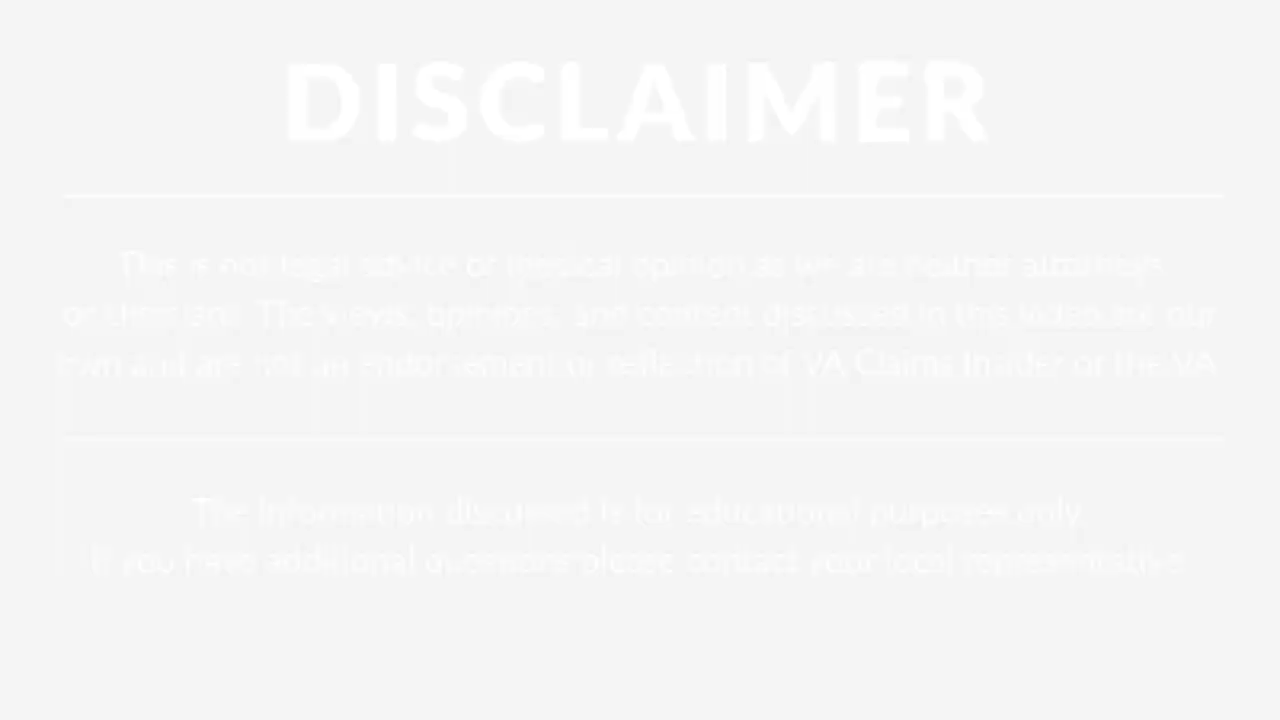 DISCLAIMER
This is not legal advice or medical opinion as we are neither attorneys
or clinicians. The views, opinions, and content discussed in this video are our
own and are not an endorsement or reflection of VA Claims Insider or the VA
The information discussed is for educational purposes only.
If you have additional questions please contact your local representative